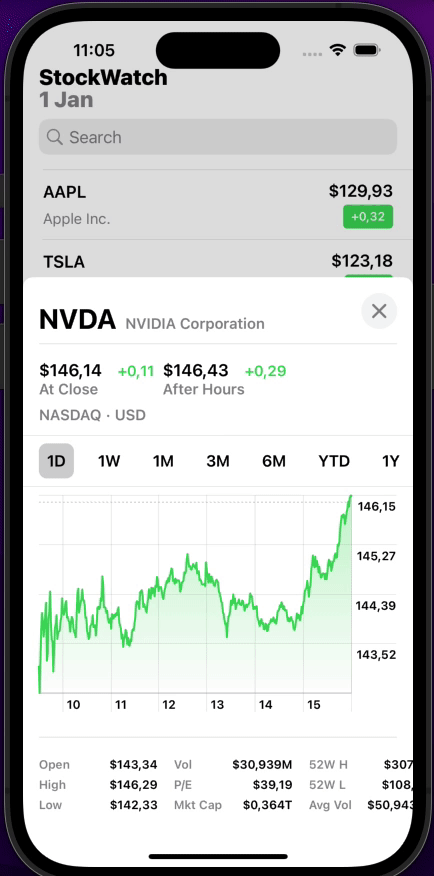 11:05
StockWatch
1 Jan
Search
AAPL $129,93
Apple Inc. +0,32
TSLA $123,18
NVDA NVIDIA Corporation
$146,14 +0,11 $146,43 +0,29
At Close After Hours
NASDAQ · USD
1D 1W 1M 3M 6M YTD 1Y
146,15
145,27
144,39
143,52
10 11 12 13 14 15
Open $143,34 Vol $30,939M 52W H $307
High $146,29 P/E $39,19 52W L $108,
Low $142,33 Mkt Cap $0,364T Avg Vol $50,943